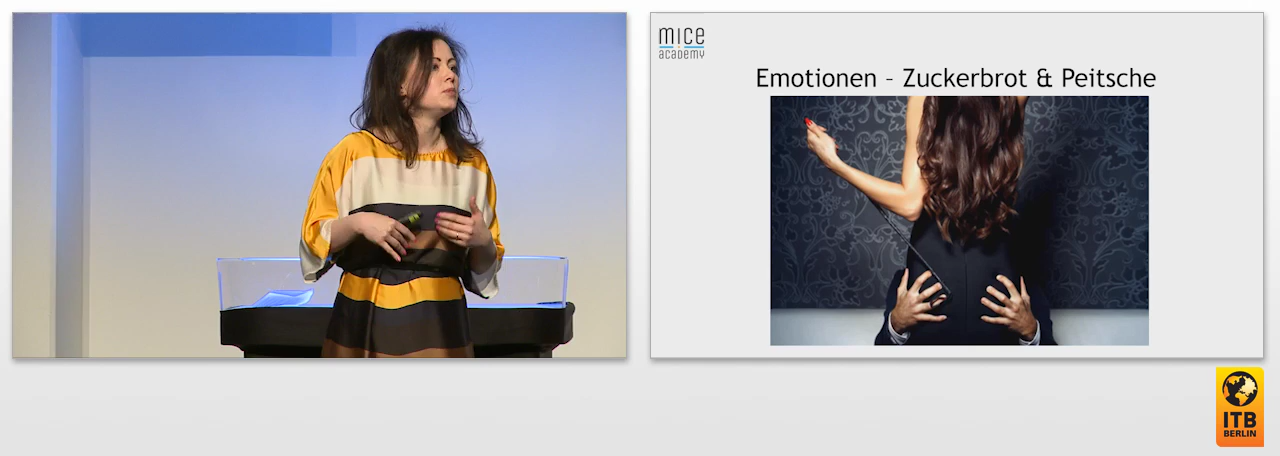 mice
academy
Emotionen – Zuckerbrot & Peitsche
ITB
BERLIN